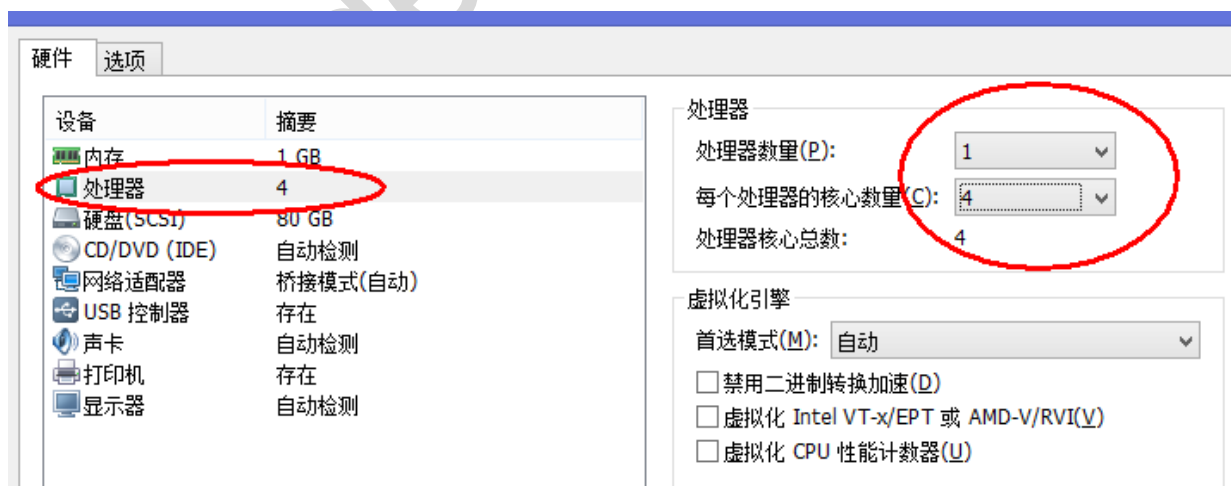 硬件 选项
设备 摘要
内存 1 GB
处理器 4
硬盘(SCSI) 80 GB
CD/DVD (IDE) 自动检测
网络适配器 桥接模式(自动)
USB 控制器 存在
声卡 自动检测
打印机 存在
显示器 自动检测
处理器
处理器数量(P): 1
每个处理器的核心数量(C): 4
处理器核心总数: 4
虚拟化引擎
首选模式(M): 自动
禁用二进制转换加速(D)
虚拟化 Intel VT-x/EPT 或 AMD-V/RVI(V)
虚拟化 CPU 性能计数器(U)